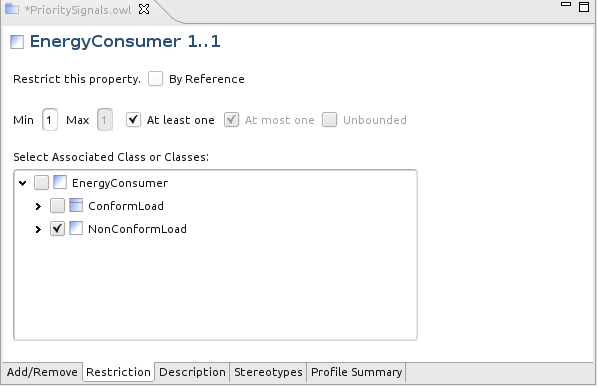 *PrioritySignals.owl
EnergyConsumer 1..1
Restrict this property. By Reference
Min 1 Max 1 At least one At most one Unbounded
Select Associated Class or Classes:
EnergyConsumer
ConformLoad
NonConformLoad
Add/Remove Restriction Description Stereotypes Profile Summary